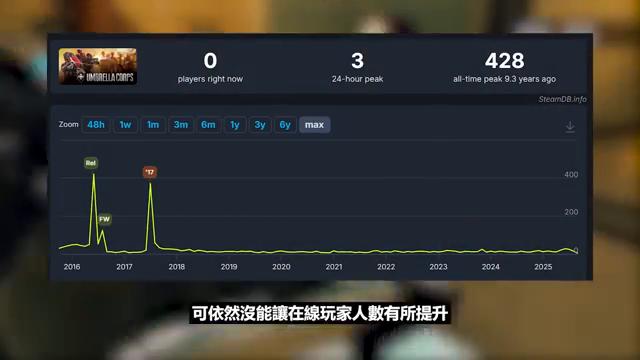 UMBRELLA CORPS
0
players right now
3
24-hour peak
428
all-time peak 9.3 years ago
SteamDB.info
Zoom 48h 1w 1m 3m 6m 1y 3y 6y max
Rel
'17
FW
400
200
0
2016 2017 2018 2019 2020 2021 2022 2023 2024 2025
可依然沒能讓在線玩家人數有所提升